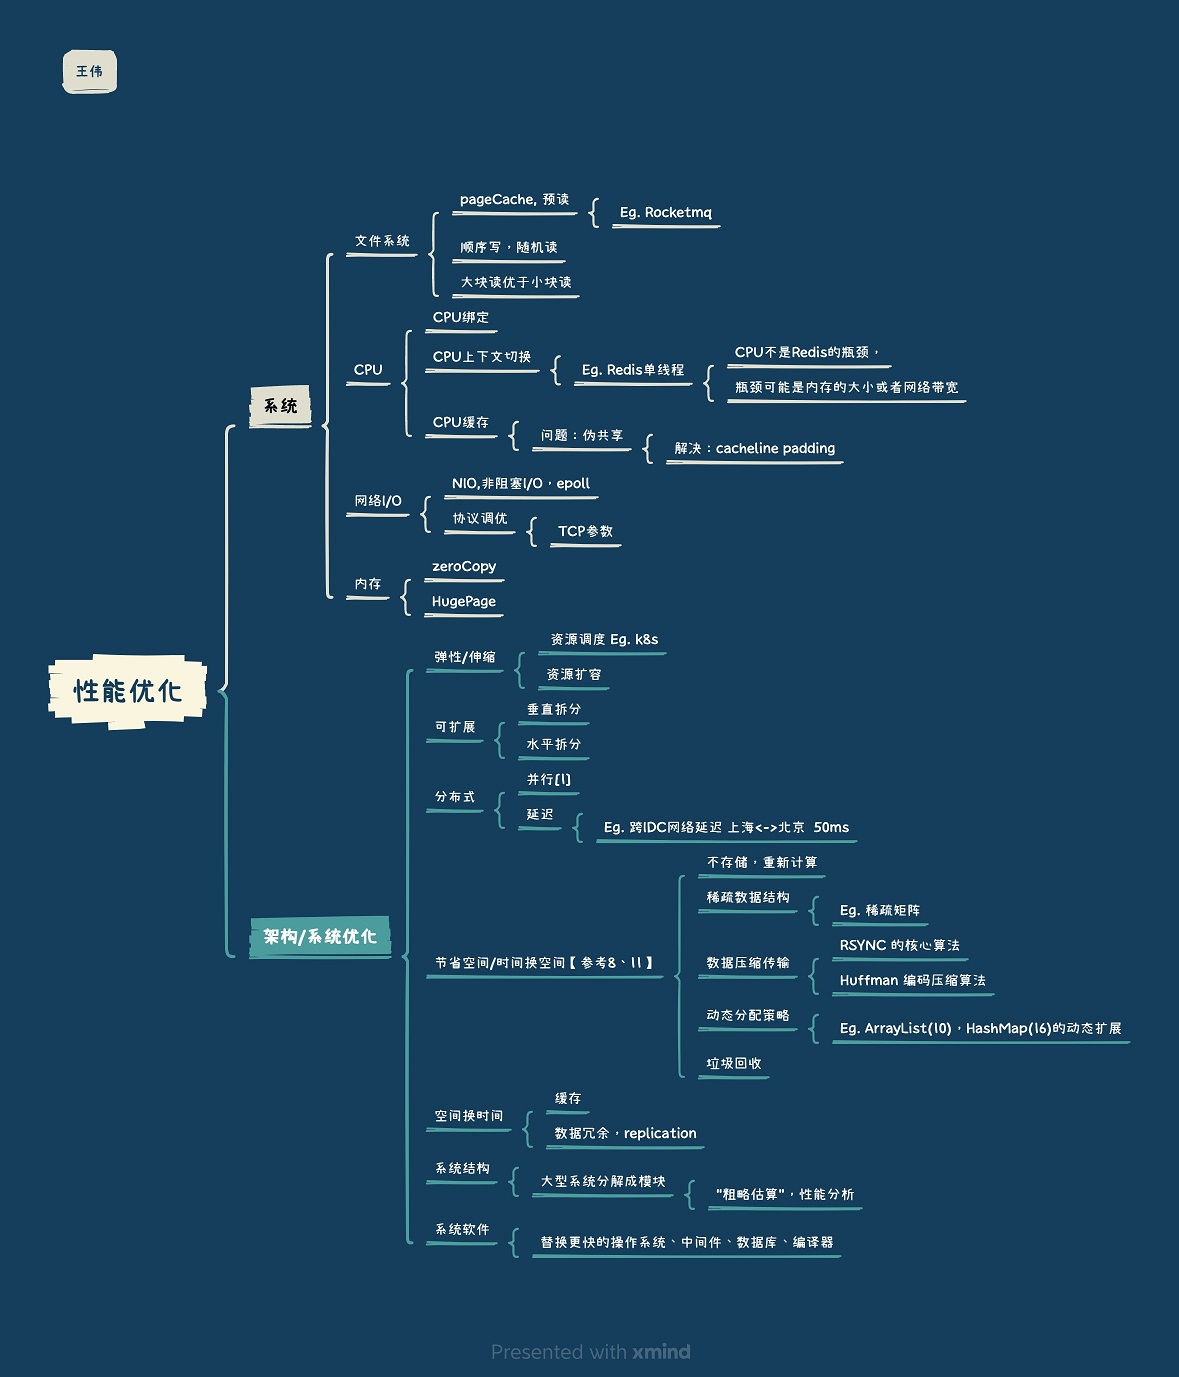 王伟
性能优化
系统
文件系统
pageCache, 预读
Eg. Rocketmq
顺序写，随机读
大块读优于小块读
CPU
CPU绑定
CPU上下文切换
Eg. Redis单线程
CPU不是Redis的瓶颈，
瓶颈可能是内存的大小或者网络带宽
CPU缓存
问题：伪共享
解决：cacheline padding
网络I/O
NIO,非阻塞I/O，epoll
协议调优
TCP参数
内存
zeroCopy
HugePage
架构/系统优化
弹性/伸缩
资源调度 Eg. k8s
资源扩容
可扩展
垂直拆分
水平拆分
分布式
并行[1]
延迟
Eg. 跨IDC网络延迟 上海<->北京 50ms
节省空间/时间换空间【参考8、11】
不存储，重新计算
稀疏数据结构
Eg. 稀疏矩阵
数据压缩传输
RSYNC 的核心算法
Huffman 编码压缩算法
动态分配策略
Eg. ArrayList(10)，HashMap(16)的动态扩展
垃圾回收
空间换时间
缓存
数据冗余，replication
系统结构
大型系统分解成模块
"粗略估算"，性能分析
系统软件
替换更快的操作系统、中间件、数据库、编译器
Presented with xmind